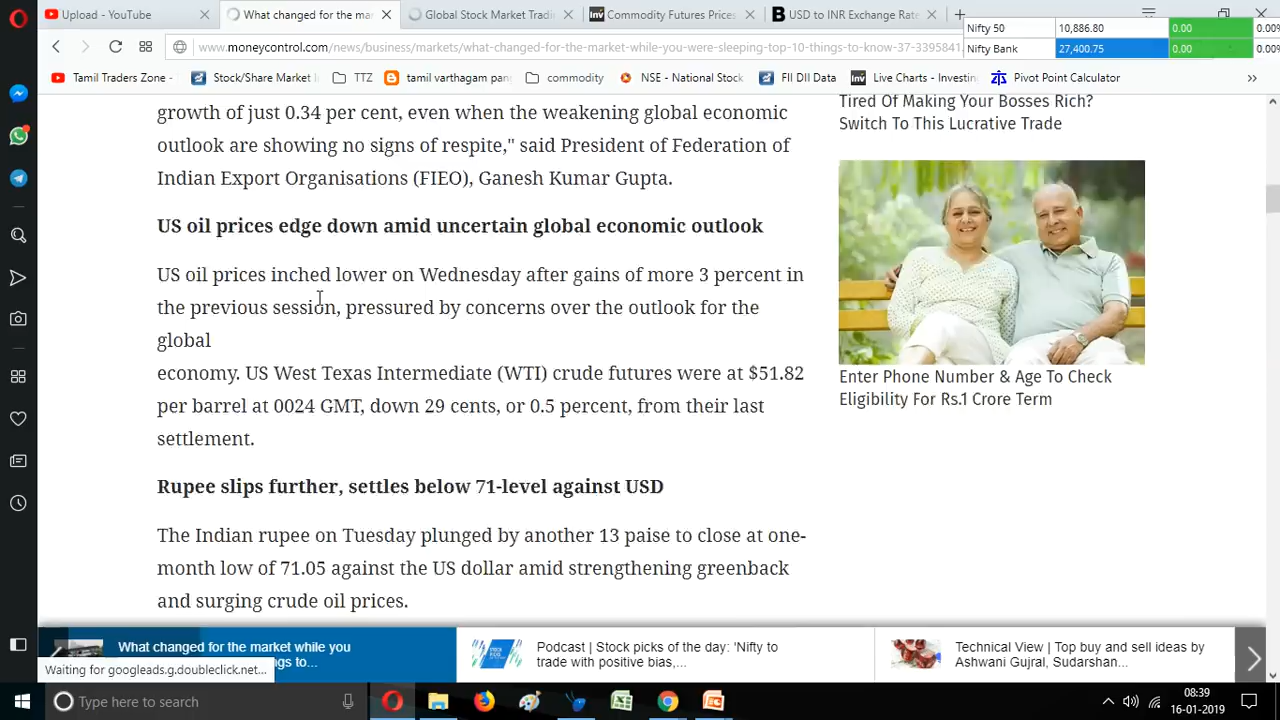 Upload - YouTube
What changed for the ma
Global Stock Market Tradi
Commodity Futures Prices
USD to INR Exchange Rate
Nifty 50 10,886.80 0.00 0.00%
Nifty Bank 27,400.75 0.00 0.00%
www.moneycontrol.com/news/business/markets/what-changed-for-the-market-while-you-were-sleeping-top-10-things-to-know-37-3395841.
Tamil Traders Zone -
Stock/Share Market I
TTZ
tamil varthagam pan
commodity
NSE - National Stock
FII DII Data
Live Charts - Investin
Pivot Point Calculator
growth of just 0.34 per cent, even when the weakening global economic
outlook are showing no signs of respite," said President of Federation of
Indian Export Organisations (FIEO), Ganesh Kumar Gupta.
US oil prices edge down amid uncertain global economic outlook
US oil prices inched lower on Wednesday after gains of more 3 percent in
the previous session, pressured by concerns over the outlook for the
global
economy. US West Texas Intermediate (WTI) crude futures were at $51.82
per barrel at 0024 GMT, down 29 cents, or 0.5 percent, from their last
settlement.
Rupee slips further, settles below 71-level against USD
The Indian rupee on Tuesday plunged by another 13 paise to close at one-
month low of 71.05 against the US dollar amid strengthening greenback
and surging crude oil prices.
Tired Of Making Your Bosses Rich?
Switch To This Lucrative Trade
Enter Phone Number & Age To Check
Eligibility For Rs.1 Crore Term
What changed for the market while you
ngs to...
Podcast | Stock picks of the day: 'Nifty to
trade with positive bias,...
Technical View | Top buy and sell ideas by
Ashwani Gujral, Sudarshan...
Waiting for googleads.g.doubleclick.net...
Type here to search
08:39
16-01-2019